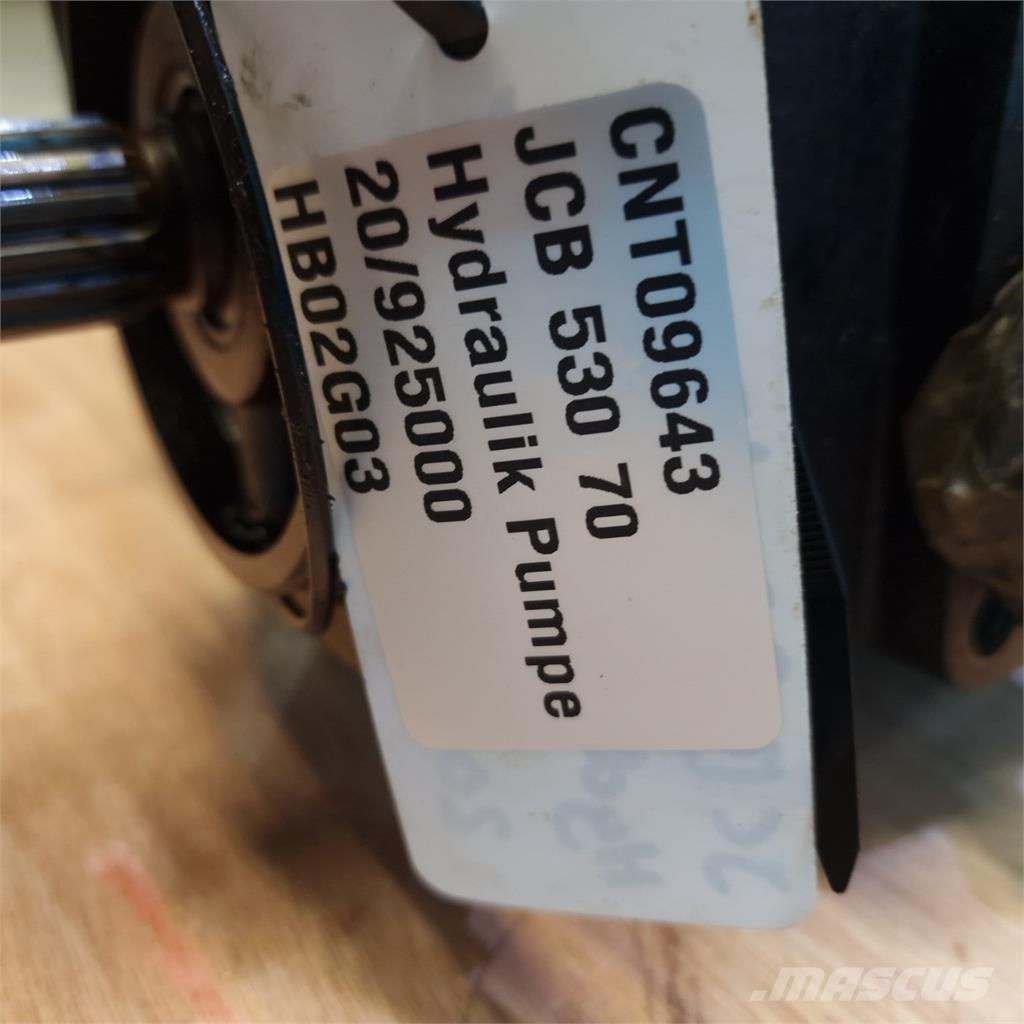 CNT09643
JCB 530 70
Hydraulik Pumpe
20/925000
HB02G03
MASCUS